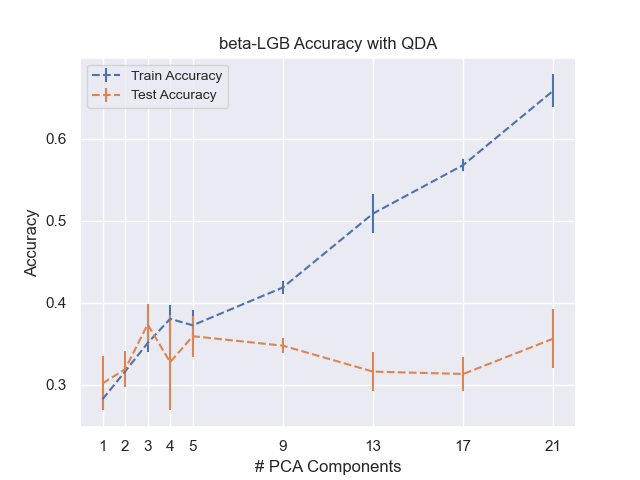 beta-LGB Accuracy with QDA
Train Accuracy
Test Accuracy
Accuracy
0.6
0.5
0.4
0.3
1 2 3 4 5 9 13 17 21
# PCA Components